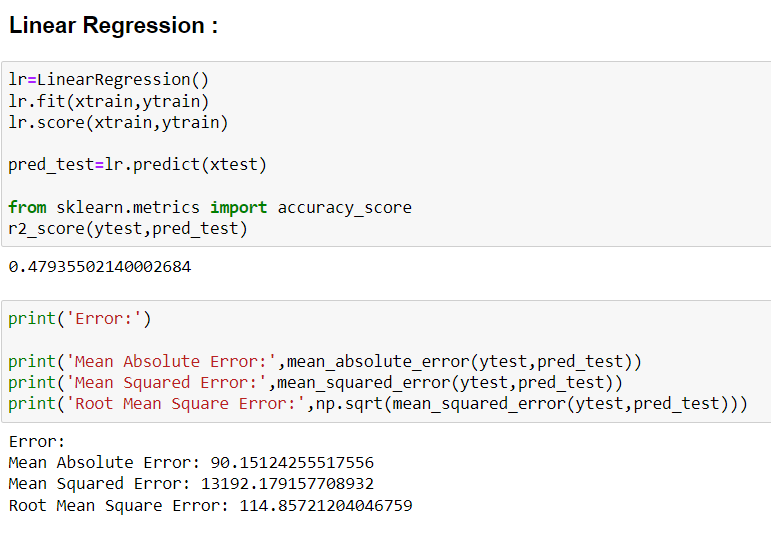 Linear Regression :
lr=LinearRegression()
lr.fit(xtrain,ytrain)
lr.score(xtrain,ytrain)
pred_test=lr.predict(xtest)
from sklearn.metrics import accuracy_score
r2_score(ytest,pred_test)
0.47935502140002684
print('Error:')
print('Mean Absolute Error:',mean_absolute_error(ytest,pred_test))
print('Mean Squared Error:',mean_squared_error(ytest,pred_test))
print('Root Mean Square Error:',np.sqrt(mean_squared_error(ytest,pred_test)))
Error:
Mean Absolute Error: 90.15124255517556
Mean Squared Error: 13192.179157708932
Root Mean Square Error: 114.85721204046759